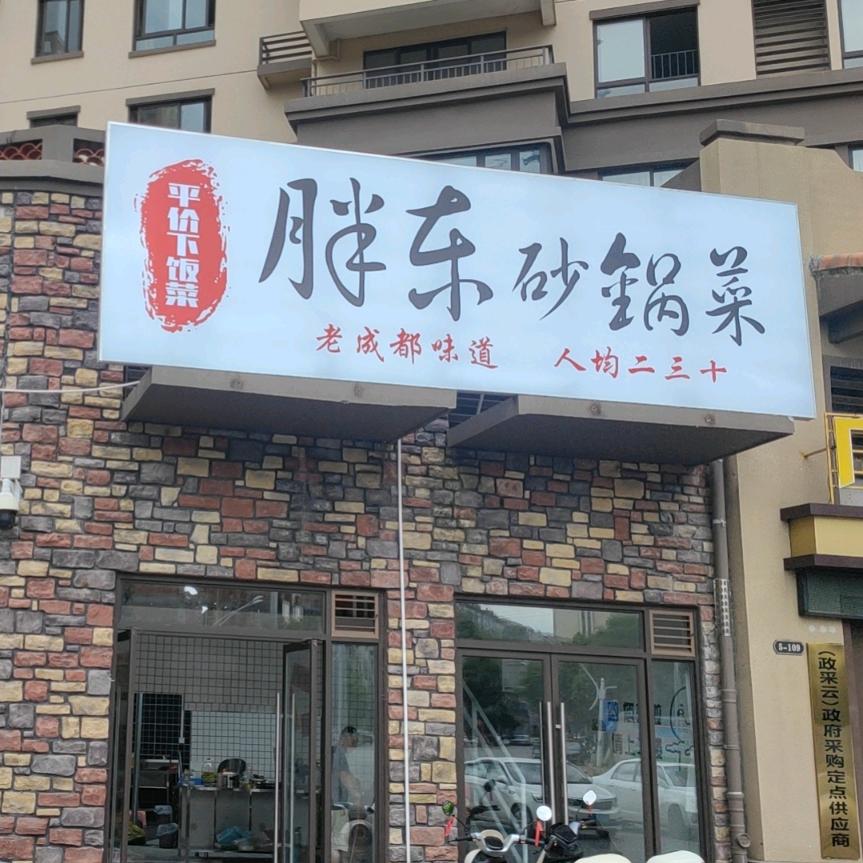 平价下饭菜
胖东砂锅菜
老成都味道 人均二三十
5-109
(政采云)政府采购定点供应商